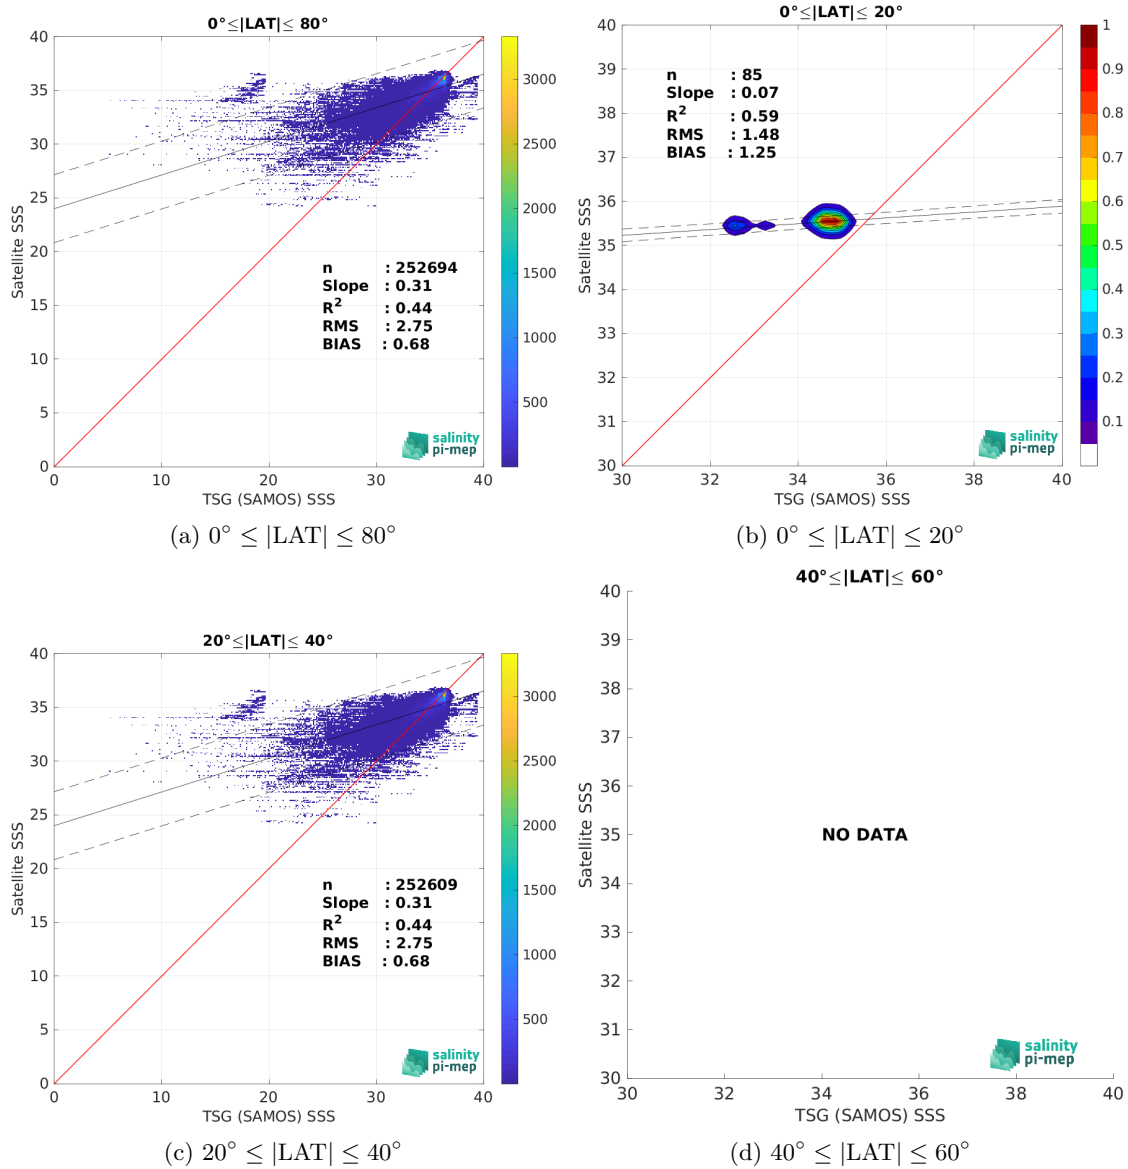 0°≤|LAT|≤ 80°
40
35
30
25
20
15
10
5
0
0
10
20
30
40
Satellite SSS
TSG (SAMOS) SSS
n : 252694
Slope : 0.31
R² : 0.44
RMS : 2.75
BIAS : 0.68
3000
2500
2000
1500
1000
500
salinity
pi-mep
(a) 0° ≤ |LAT| ≤ 80°
0°≤|LAT|≤ 20°
40
39
38
37
36
35
34
33
32
31
30
30
32
34
36
38
40
Satellite SSS
TSG (SAMOS) SSS
n : 85
Slope : 0.07
R² : 0.59
RMS : 1.48
BIAS : 1.25
1
0.9
0.8
0.7
0.6
0.5
0.4
0.3
0.2
0.1
salinity
pi-mep
(b) 0° ≤ |LAT| ≤ 20°
20°≤|LAT|≤ 40°
40
35
30
25
20
15
10
5
0
0
10
20
30
40
Satellite SSS
TSG (SAMOS) SSS
n : 252609
Slope : 0.31
R² : 0.44
RMS : 2.75
BIAS : 0.68
3000
2500
2000
1500
1000
500
salinity
pi-mep
(c) 20° ≤ |LAT| ≤ 40°
40°≤|LAT|≤ 60°
40
39
38
37
36
35
34
33
32
31
30
30
32
34
36
38
40
Satellite SSS
TSG (SAMOS) SSS
NO DATA
salinity
pi-mep
(d) 40° ≤ |LAT| ≤ 60°